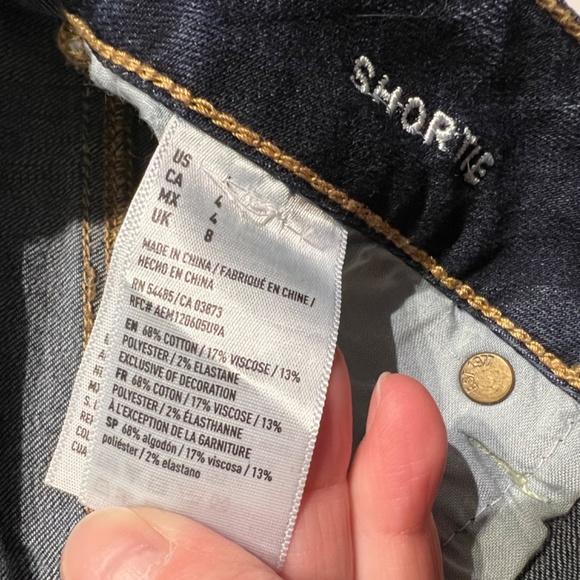 SHORTIE
US
CA 4
MX 4
UK 8
MADE IN CHINA / FABRIQUÉ EN CHINE /
HECHO EN CHINA
RN 54485/CA 03873
RFC# AEM120605U9A
EN 68% COTTON / 17% VISCOSE / 13%
POLYESTER / 2% ELASTANE
EXCLUSIVE OF DECORATION
FR 68% COTON / 17% VISCOSE / 13%
POLYESTER / 2% ÉLASTHANNE
À L'EXCEPTION DE LA GARNITURE
SP 68% algodón / 17% viscosa / 13%
poliéster / 2% elastano